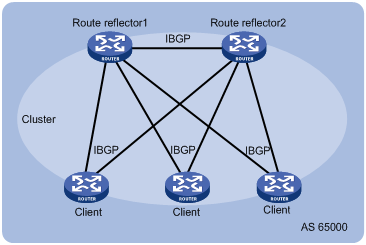 Route reflector1 Route reflector2
IBGP
ROUTER ROUTER
Cluster
IBGP IBGP IBGP
ROUTER ROUTER ROUTER
Client Client Client
AS 65000